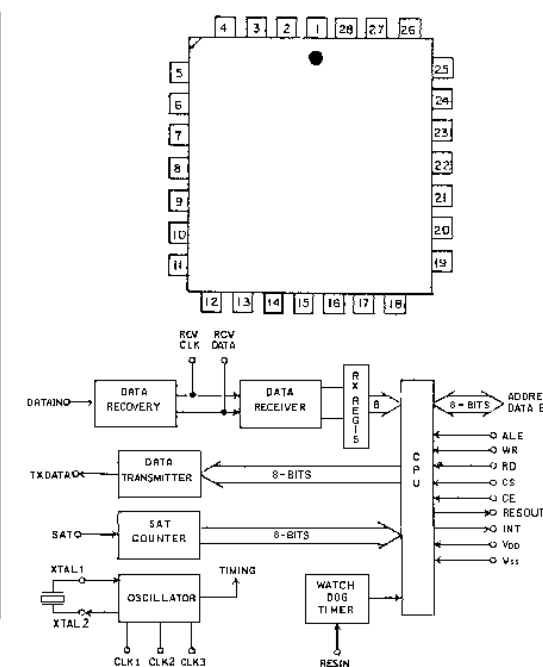 4 3 2 1 28 27 26
5 25
6 24
7 23
8 22
9 21
10 20
11 19
12 13 14 15 16 17 18
RCV CLK
RCV DATA
DATAIN
DATA RECOVERY
DATA RECEIVER
RX REGIS
8
CPU
8-BITS
ADDRE
DATA B
ALE
WR
RD
CS
CE
RESOUT
INT
VDD
VSS
TXDATA
DATA TRANSMITTER
8-BITS
SAT
SAT COUNTER
8-BITS
XTAL1
XTAL2
OSCILLATOR
TIMING
CLK1 CLK2 CLK3
WATCH DOG TIMER
RESIN